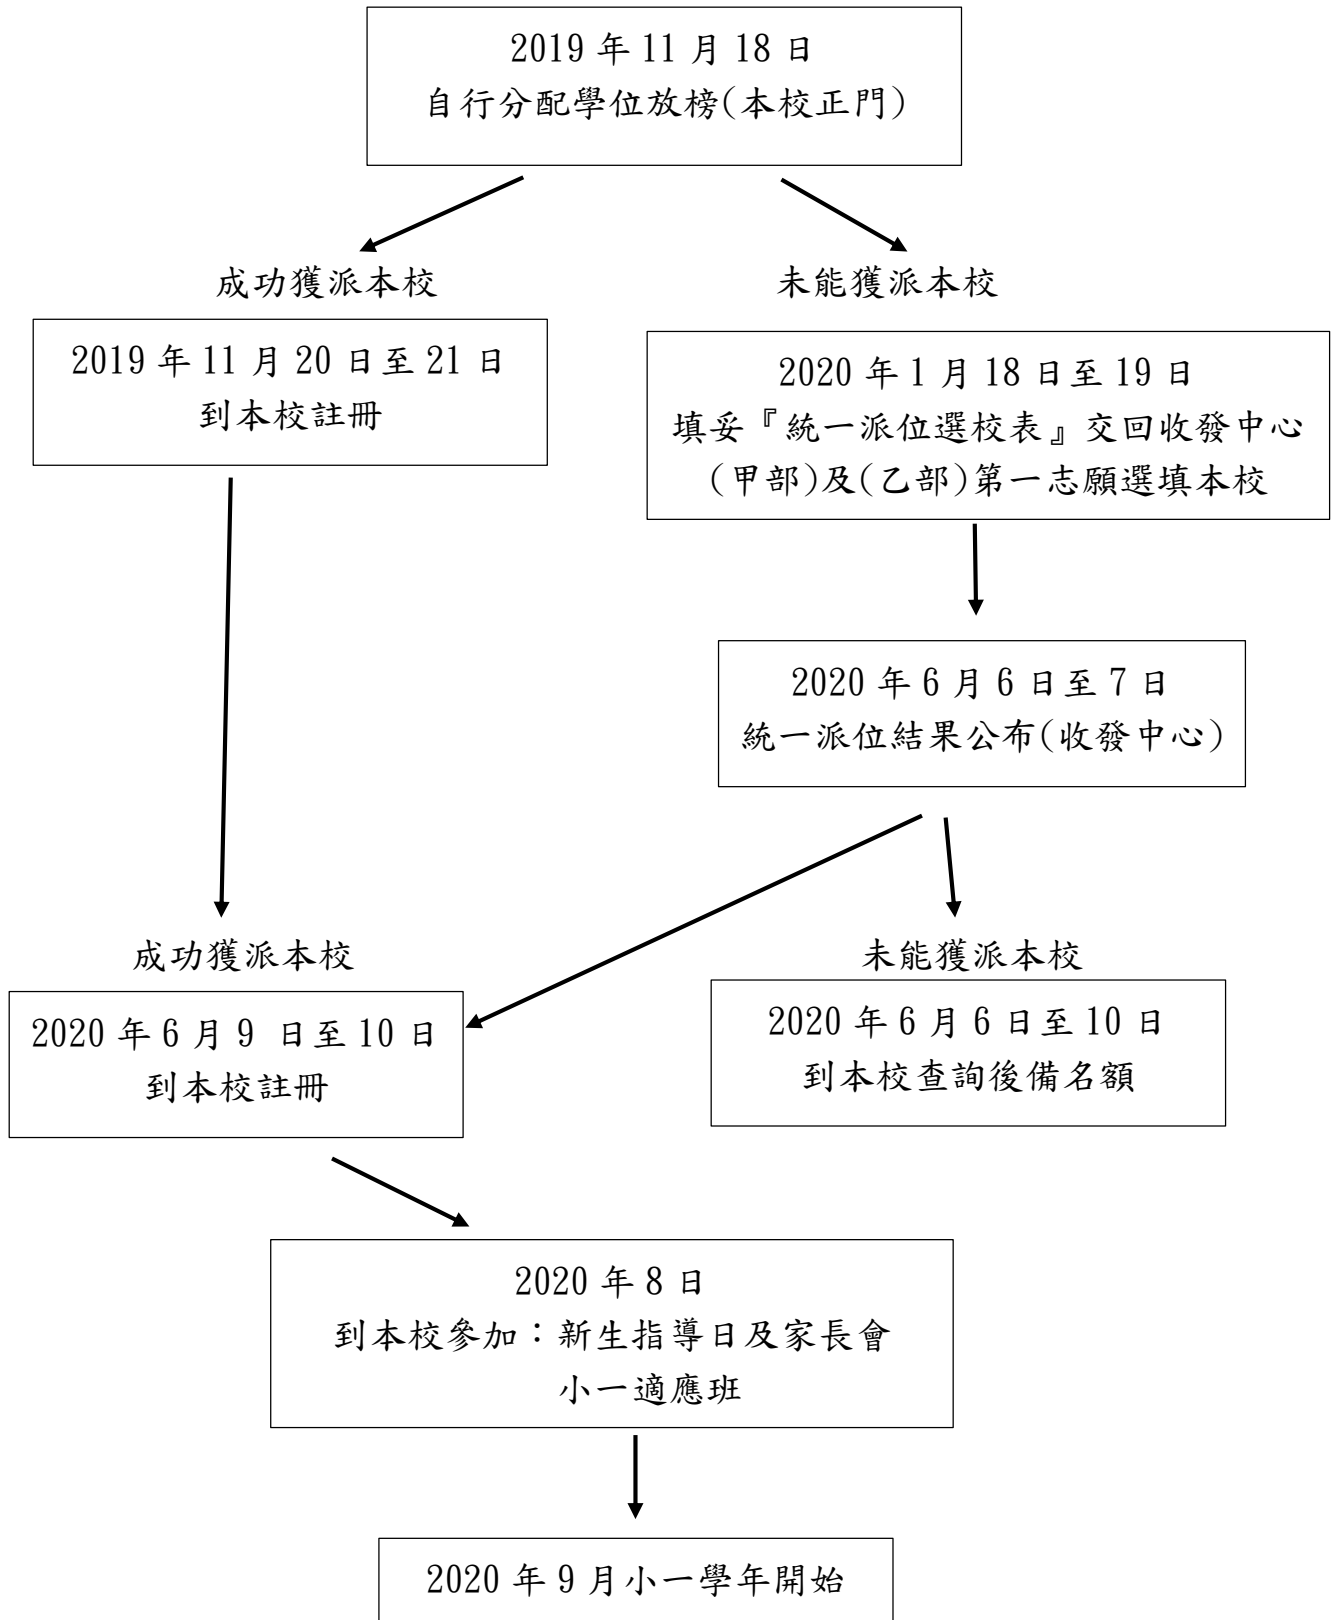 2019 年 11 月 18 日
自行分配學位放榜(本校正門)
成功獲派本校
未能獲派本校
2019 年 11 月 20 日至 21 日
到本校註冊
2020 年 1 月 18 日至 19 日
填妥『統一派位選校表』交回收發中心
(甲部)及(乙部)第一志願選填本校
2020 年 6 月 6 日至 7 日
統一派位結果公布(收發中心)
成功獲派本校
未能獲派本校
2020 年 6 月 9 日至 10 日
到本校註冊
2020 年 6 月 6 日至 10 日
到本校查詢後備名額
2020 年 8 日
到本校參加：新生指導日及家長會
小一適應班
2020 年 9 月小一學年開始